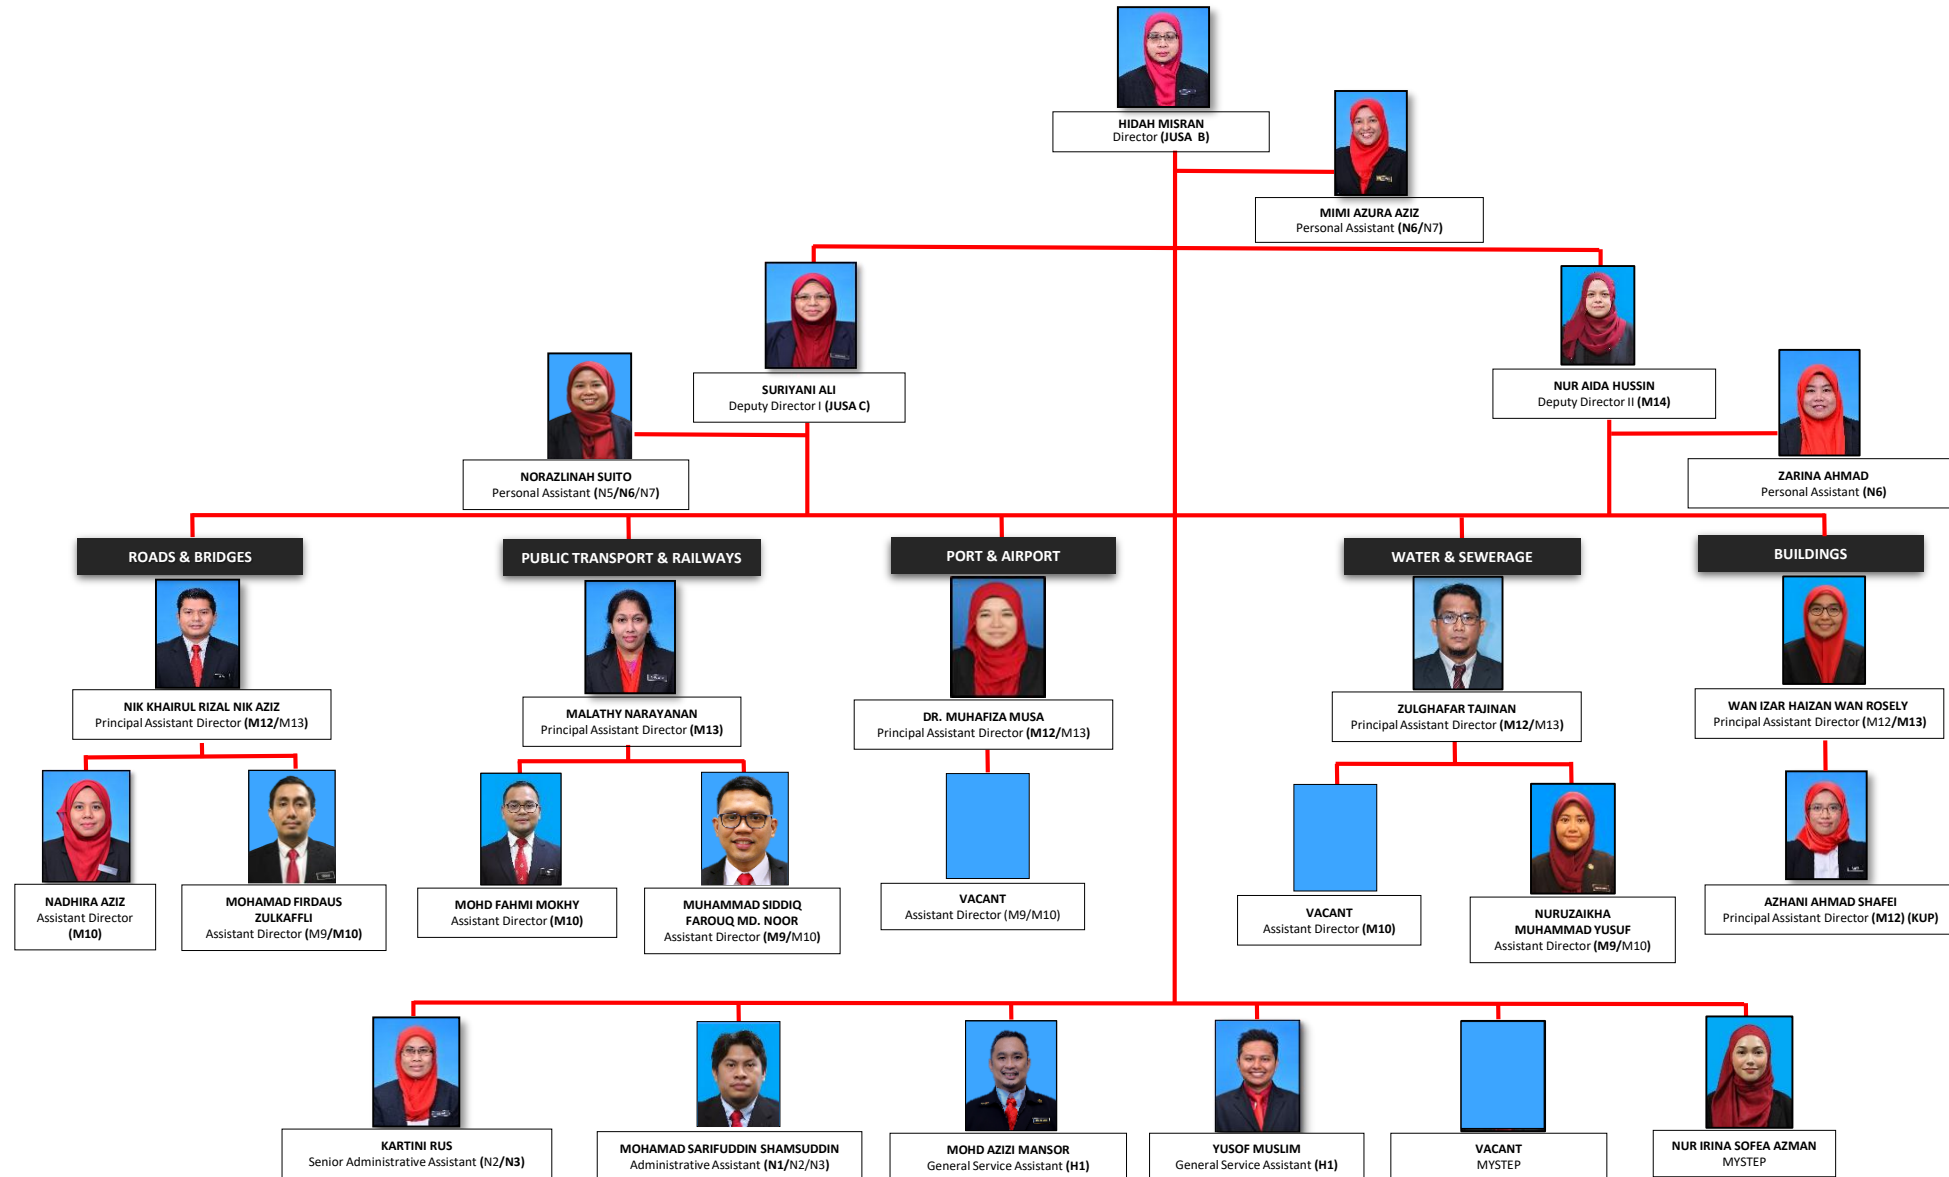 HIDAH MISRAN
Director (JUSA B)
MIMI AZURA AZIZ
Personal Assistant (N6/N7)
SURIYANI ALI
Deputy Director I (JUSA C)
NUR AIDA HUSSIN
Deputy Director II (M14)
NORAZLINAH SUITO
Personal Assistant (N5/N6/N7)
ZARINA AHMAD
Personal Assistant (N6)
ROADS & BRIDGES
PUBLIC TRANSPORT & RAILWAYS
PORT & AIRPORT
WATER & SEWERAGE
BUILDINGS
NIK KHAIRUL RIZAL NIK AZIZ
Principal Assistant Director (M12/M13)
MALATHY NARAYANAN
Principal Assistant Director (M13)
DR. MUHAFIZA MUSA
Principal Assistant Director (M12/M13)
ZULGHAFAR TAJINAN
Principal Assistant Director (M12/M13)
WAN IZAR HAIZAN WAN ROSELY
Principal Assistant Director (M12/M13)
NADHIRA AZIZ
Assistant Director
(M10)
MOHAMAD FIRDAUS
ZULKAFFLI
Assistant Director (M9/M10)
MOHD FAHMI MOKHY
Assistant Director (M10)
MUHAMMAD SIDDIQ
FAROUQ MD. NOOR
Assistant Director (M9/M10)
VACANT
Assistant Director (M9/M10)
VACANT
Assistant Director (M10)
NURUZAIKHA
MUHAMMAD YUSUF
Assistant Director (M9/M10)
AZHANI AHMAD SHAFEI
Principal Assistant Director (M12) (KUP)
KARTINI RUS
Senior Administrative Assistant (N2/N3)
MOHAMAD SARIFUDDIN SHAMSUDDIN
Administrative Assistant (N1/N2/N3)
MOHD AZIZI MANSOR
General Service Assistant (H1)
YUSOF MUSLIM
General Service Assistant (H1)
VACANT
MYSTEP
NUR IRINA SOFEA AZMAN
MYSTEP